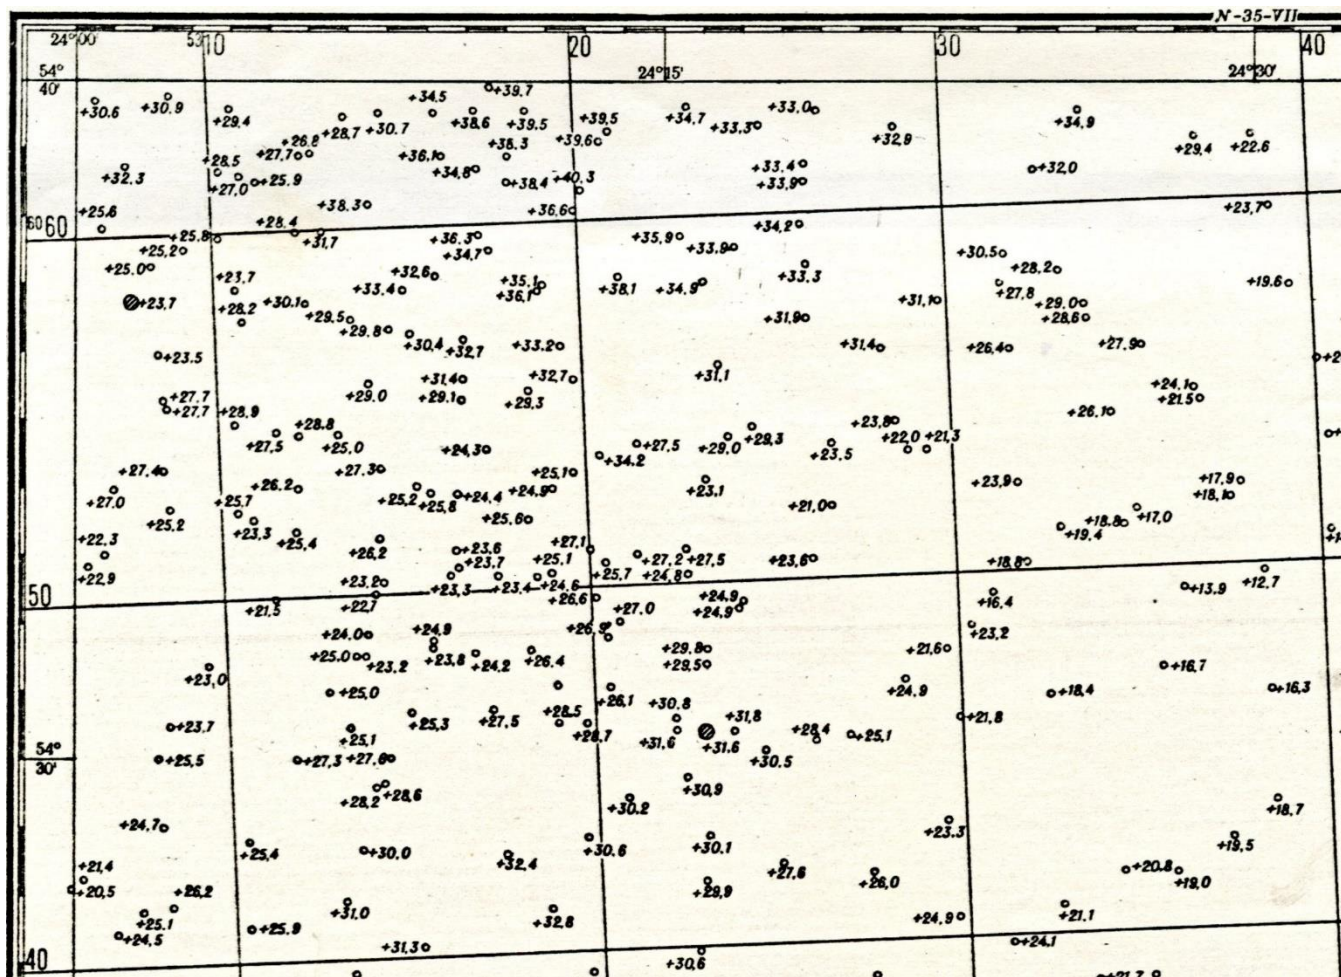 N-35-VII
24°00' 53 10 20 30 40
24°15' 24°30'
54°
40'
+39.7
+30.6 +30.9 +29.4 +34.5 +38.6 +39.5 +39.5 +34.7 +33.0
+28.7 +30.7 +33.3 +32.9 +34.9
+26.8 +38.3 +39.6 +29.4 +22.6
+28.5 +27.7 +36.1 +33.4
+32.3 +27.0 +25.9 +34.8 +38.4 +40.3 +33.9 +32.0
+25.6 +28.4 +38.3 +36.6 +23.7
60 60 +34.2
+25.2 +25.8 +31.7 +36.3 +34.7 +35.9 +33.9 +30.5
+25.0 +23.7 +32.6 +35.1 +33.3 +28.2
+23.7 +28.2 +30.1 +33.4 +36.1 +38.1 +34.9 +31.1 +27.8 +29.0 +19.6
+29.5 +29.8 +31.9 +28.6
+23.5 +30.4 +32.7 +33.2 +31.4 +26.4 +27.9
+31.4 +32.7 +31.1 +24.1
+27.7 +29.0 +29.1 +29.3 +21.5
+27.7 +28.9 +28.8 +23.8 +26.1
+27.5 +25.0 +24.3 +34.2 +27.5 +29.0 +29.3 +23.5 +22.0 +21.3
+27.4 +27.3 +25.1 +17.9
+27.0 +26.2 +25.2 +24.4 +24.9 +23.1 +23.9 +18.1
+25.2 +25.7 +25.8 +21.0 +17.0
+23.3 +25.4 +25.6 +18.8 +19.4
+22.3 +26.2 +23.6 +27.1
+22.9 +23.7 +25.1 +25.7 +27.2 +27.5 +23.6 +18.8
+23.2 +23.3 +23.4 +24.6 +24.8 +12.7
50 +21.5 +22.7 +26.6 +24.9 +16.4 +13.9
+27.0 +24.9
+24.0 +24.9 +26.9 +23.2
+25.0 +23.2 +23.8 +24.2 +26.4 +29.8 +21.6
+23.0 +29.5 +16.7
+25.0 +26.1 +24.9 +18.4 +16.3
+23.7 +25.3 +27.5 +28.5 +30.8 +31.8 +28.4 +21.8
+25.1 +28.7 +31.6 +31.6 +25.1
54°
30'
+25.5 +27.3 +27.6 +30.5
+28.2 +28.6 +30.9
+30.2 +18.7
+24.7 +23.3
+21.4 +25.4 +30.0 +32.4 +30.6 +30.1 +19.5
+20.5 +26.2 +29.9 +27.6 +26.0 +20.8 +19.0
+25.1 +31.0 +32.8 +24.9 +21.1
+24.5 +25.9 +31.3 +24.1
40 +30.6 +21.7